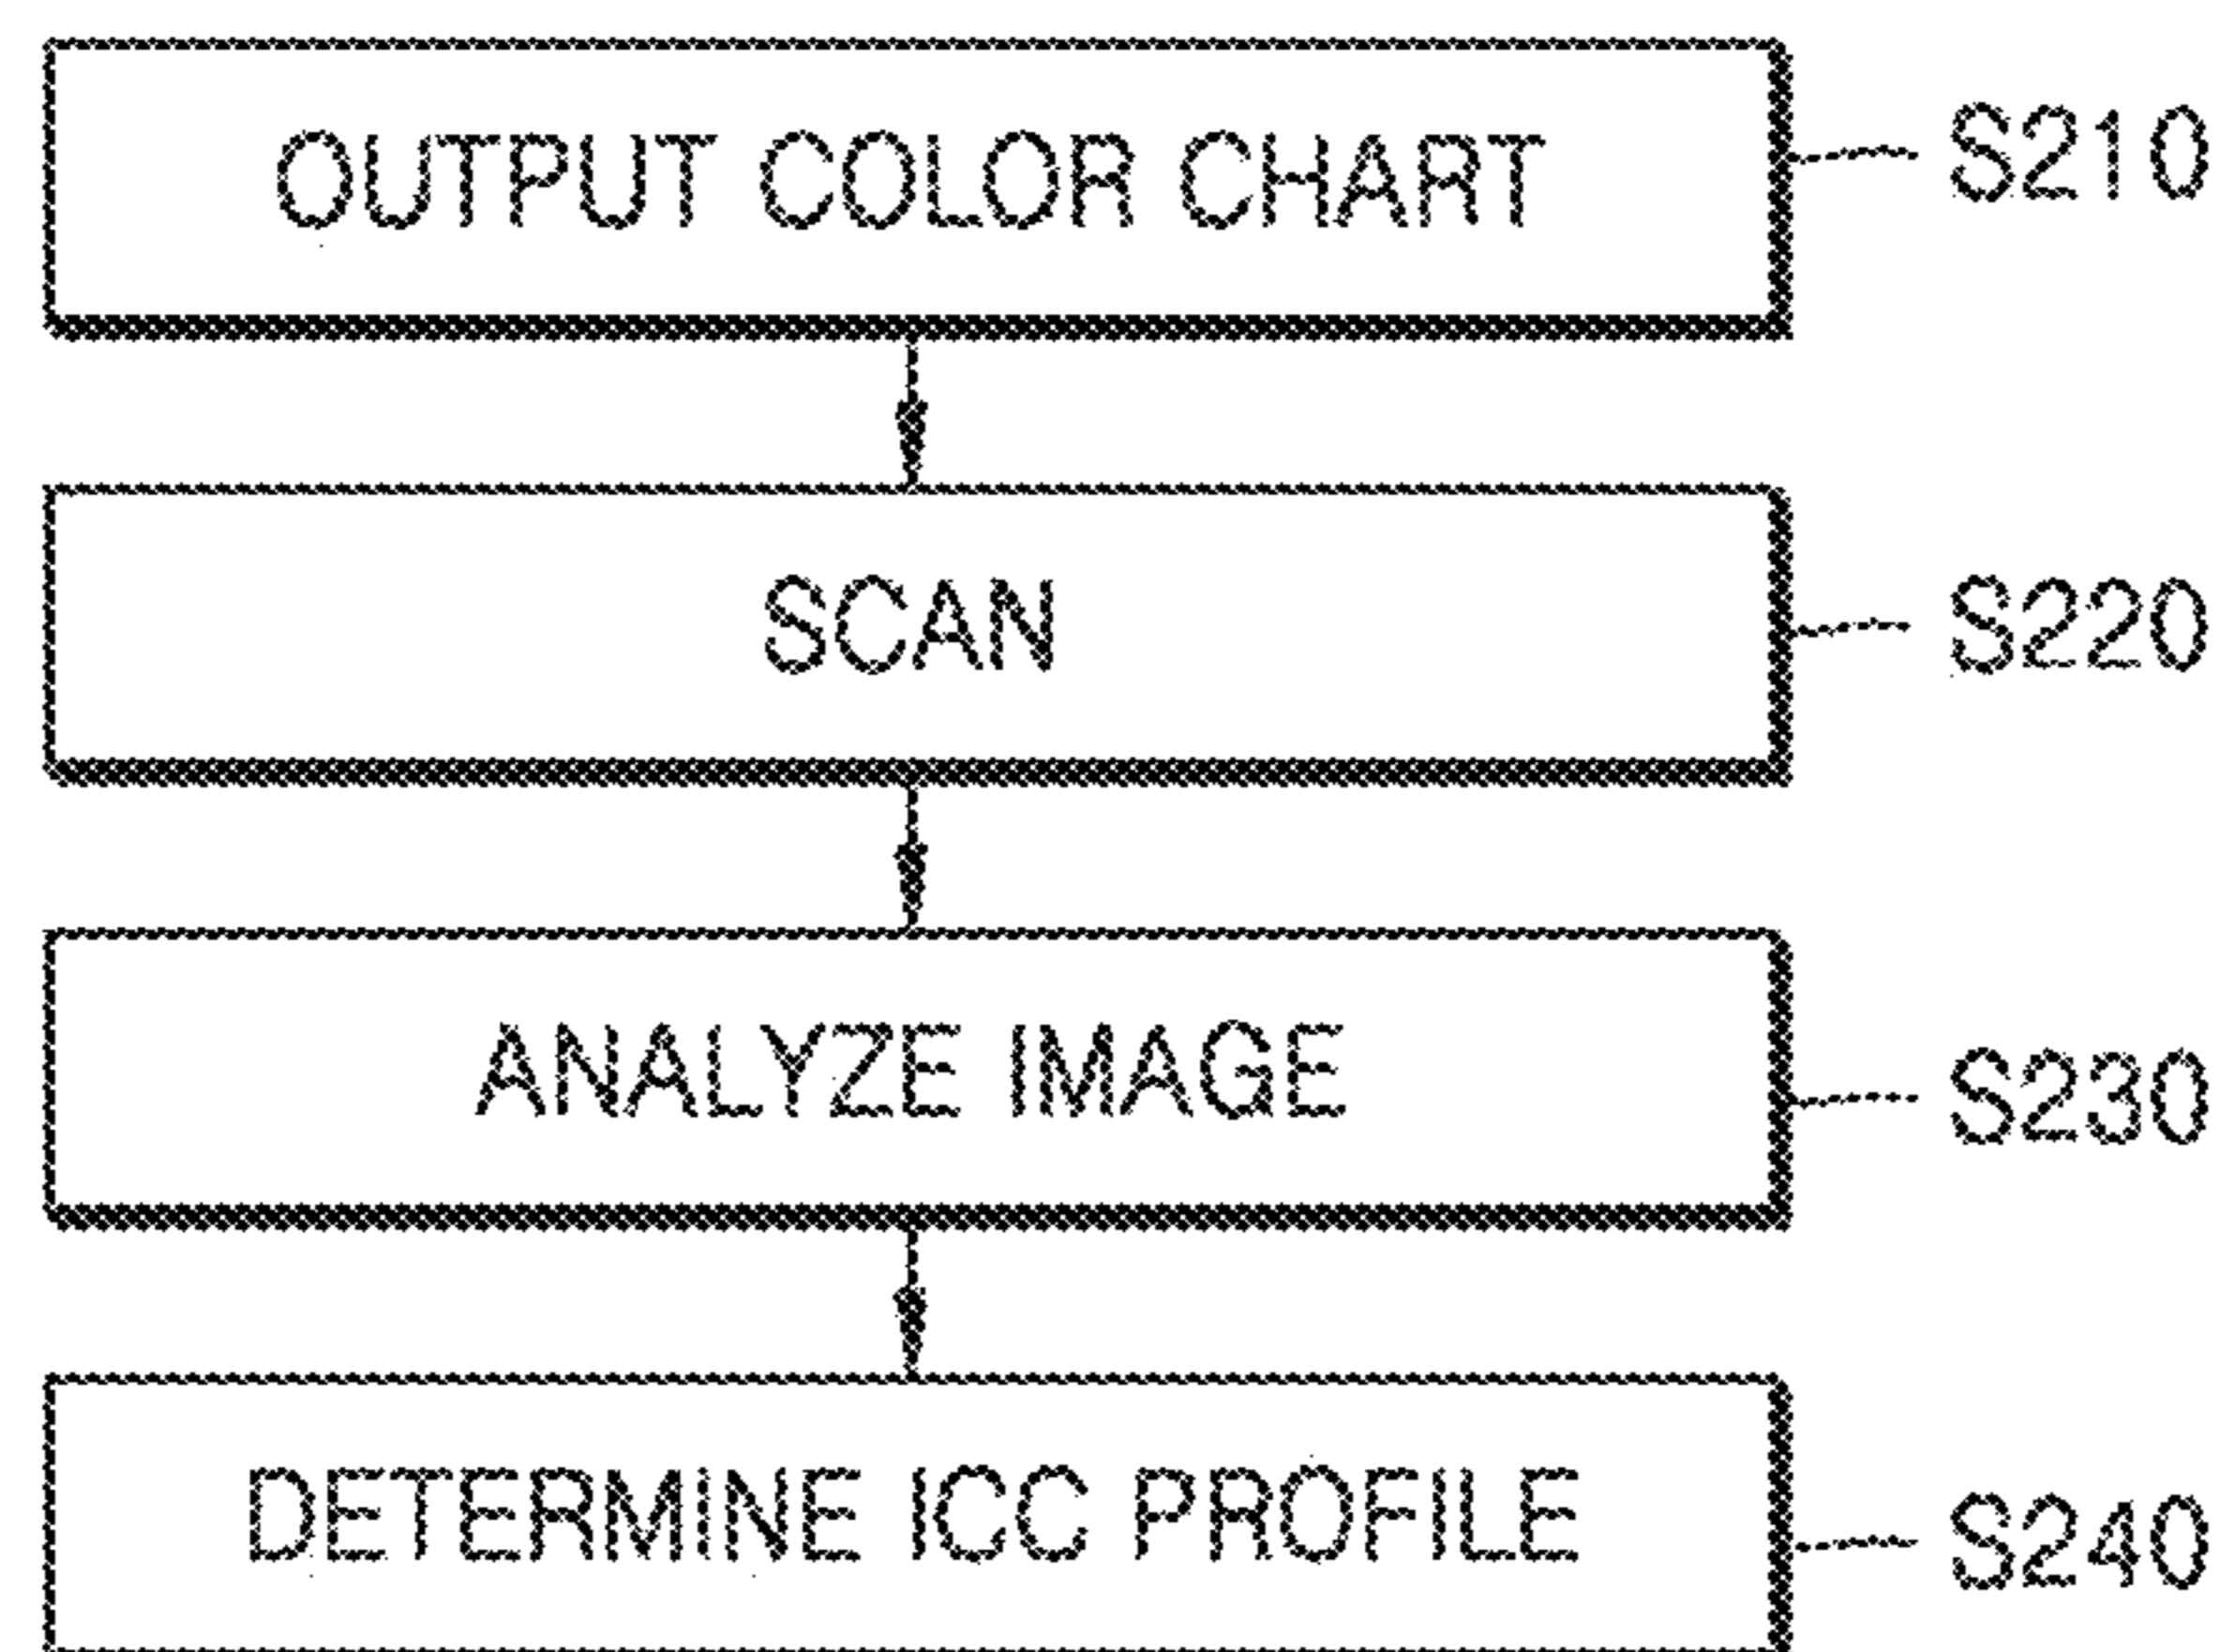 OUTPUT COLOR CHART S210
SCAN S220
ANALYZE IMAGE S230
DETERMINE ICC PROFILE S240